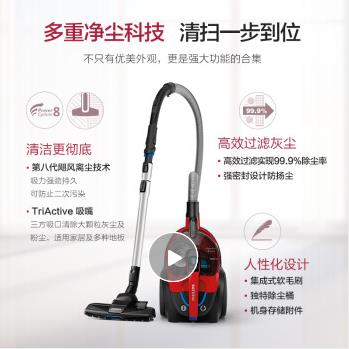 多重净尘科技 清扫一步到位
不只有优美外观，更是强大功能的合集
Power Cyclone 8
99.9%
清洁更彻底
• 第八代飓风离尘技术
吸力强劲持久
可防止二次污染
• TriActive 吸嘴
三方吸口清除大颗粒灰尘及
粉尘。适用家居及多种地板
高效过滤灰尘
• 高效过滤实现99.9%除尘率
• 强密封设计防扬尘
人性化设计
• 集成式软毛刷
• 独特除尘桶
• 机身存储附件